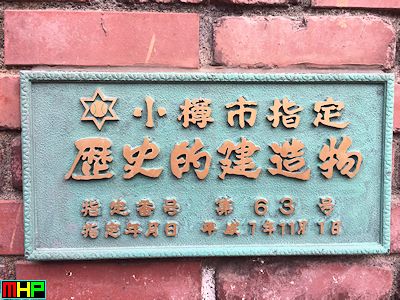 小樽市指定
歴史的建造物
指定番号 第63号
指定年月日 平成7年11月1日
MHP